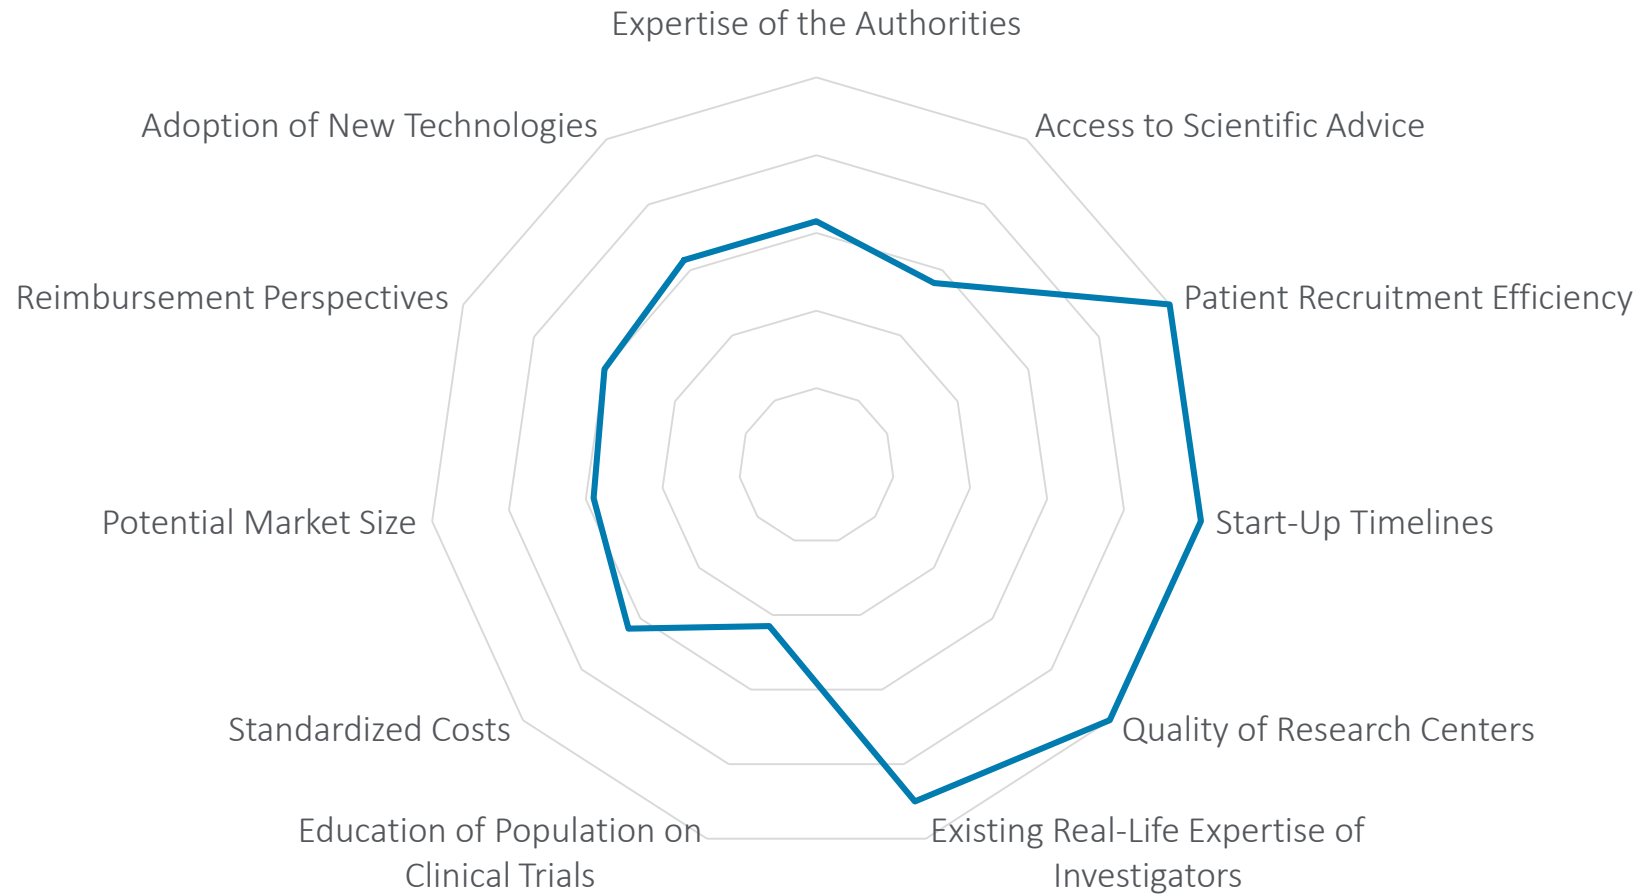 Expertise of the Authorities
Adoption of New Technologies
Access to Scientific Advice
Reimbursement Perspectives
Patient Recruitment Efficiency
Potential Market Size
Start-Up Timelines
Standardized Costs
Quality of Research Centers
Education of Population on
Clinical Trials
Existing Real-Life Expertise of
Investigators